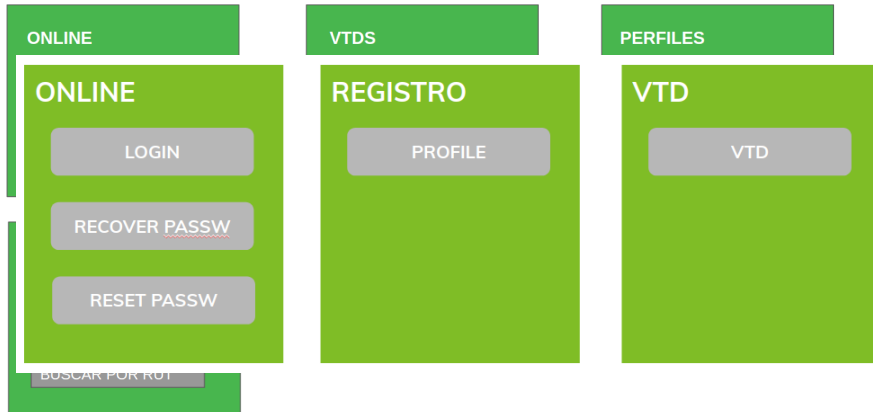 ONLINE
VTDS
PERFILES
ONLINE
REGISTRO
VTD
LOGIN
PROFILE
VTD
RECOVER PASSW
RESET PASSW
BUSCAR POR RUT